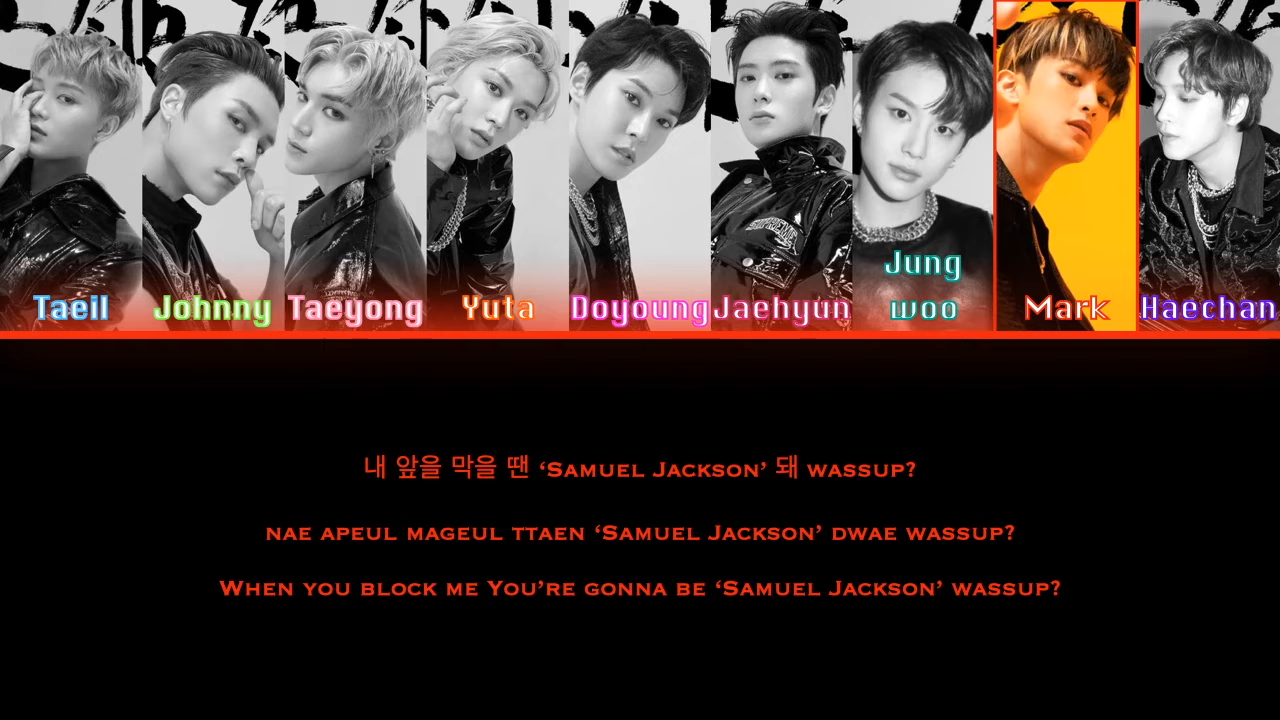 Taeil Johnny Taeyong Yuta Doyoung Jaehyun Jung woo Mark Haechan
내 앞을 막을 땐 ‘Samuel Jackson’ 돼 wassup?
nae apeul mageul ttaen ‘Samuel Jackson’ dwae wassup?
When you block me You’re gonna be ‘Samuel Jackson’ wassup?